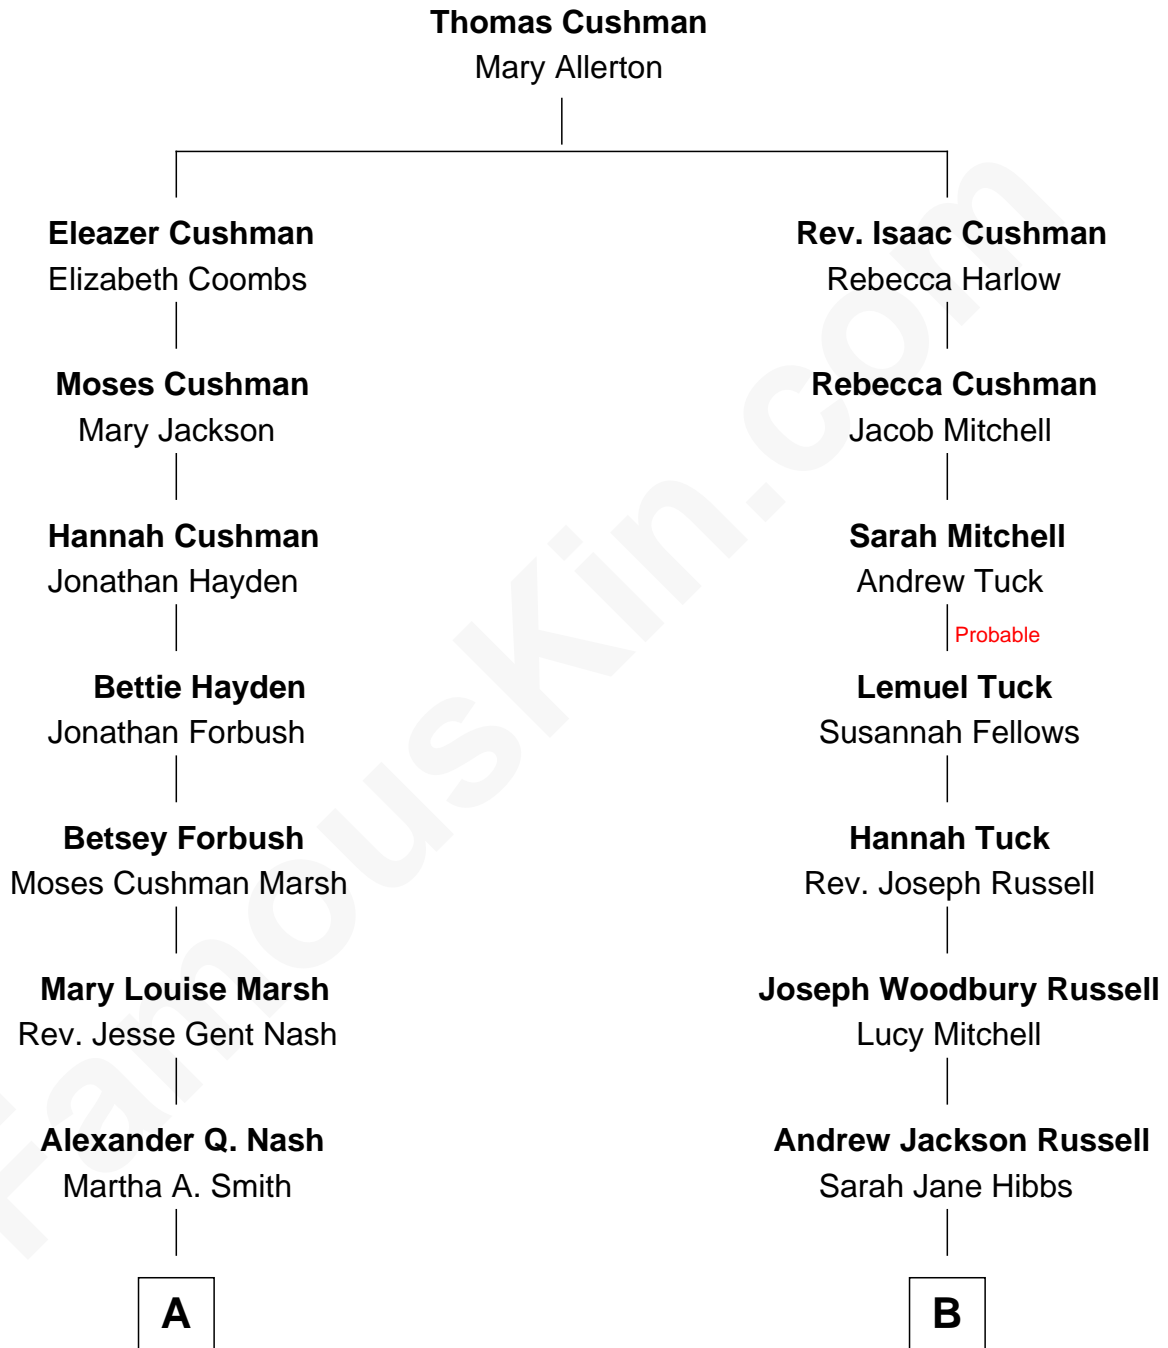 Thomas Cushman
Mary Allerton
Eleazer Cushman
Elizabeth Coombs
Rev. Isaac Cushman
Rebecca Harlow
Moses Cushman
Mary Jackson
Rebecca Cushman
Jacob Mitchell
Hannah Cushman
Jonathan Hayden
Sarah Mitchell
Andrew Tuck
Probable
Bettie Hayden
Jonathan Forbush
Lemuel Tuck
Susannah Fellows
Betsey Forbush
Moses Cushman Marsh
Hannah Tuck
Rev. Joseph Russell
Mary Louise Marsh
Rev. Jesse Gent Nash
Joseph Woodbury Russell
Lucy Mitchell
Alexander Q. Nash
Martha A. Smith
Andrew Jackson Russell
Sarah Jane Hibbs
A
B
FamousKin.com